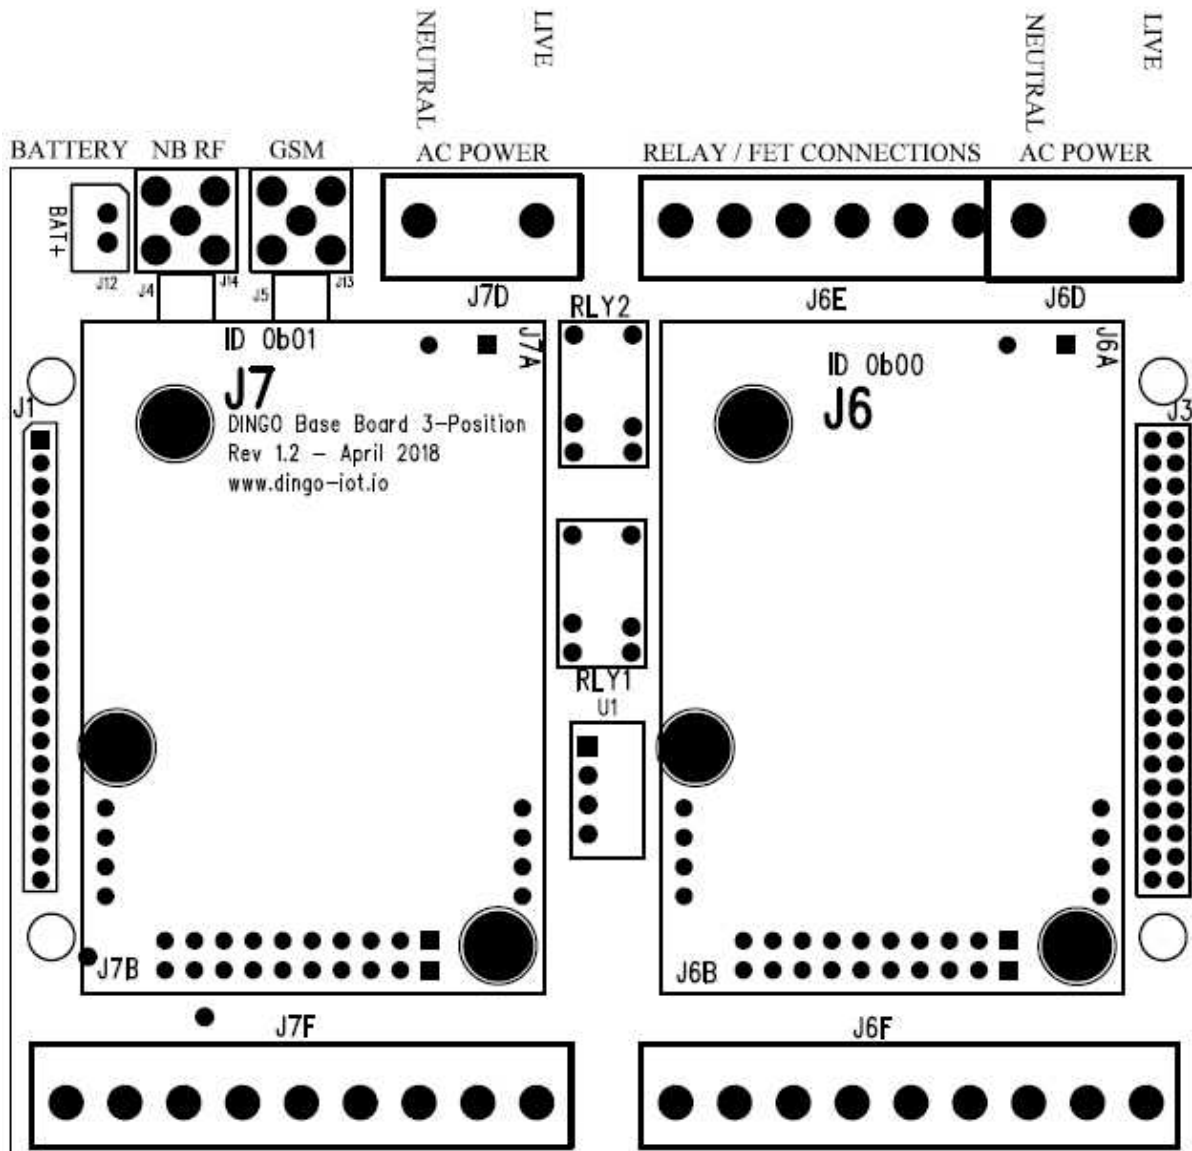 NEUTRAL
LIVE
NEUTRAL
LIVE
BATTERY NB RF GSM AC POWER RELAY / FET CONNECTIONS AC POWER
BAT+
J12 J4 J14 J5 J13
J7D J6E J6D
RLY2
ID 0b01
J7A
J7
DINGO Base Board 3-Position
Rev 1.2 - April 2018
www.dingo-iot.io
ID 0b00
J6A
J6
J1
J3
RLY1
U1
J7B
J6B
J7F
J6F